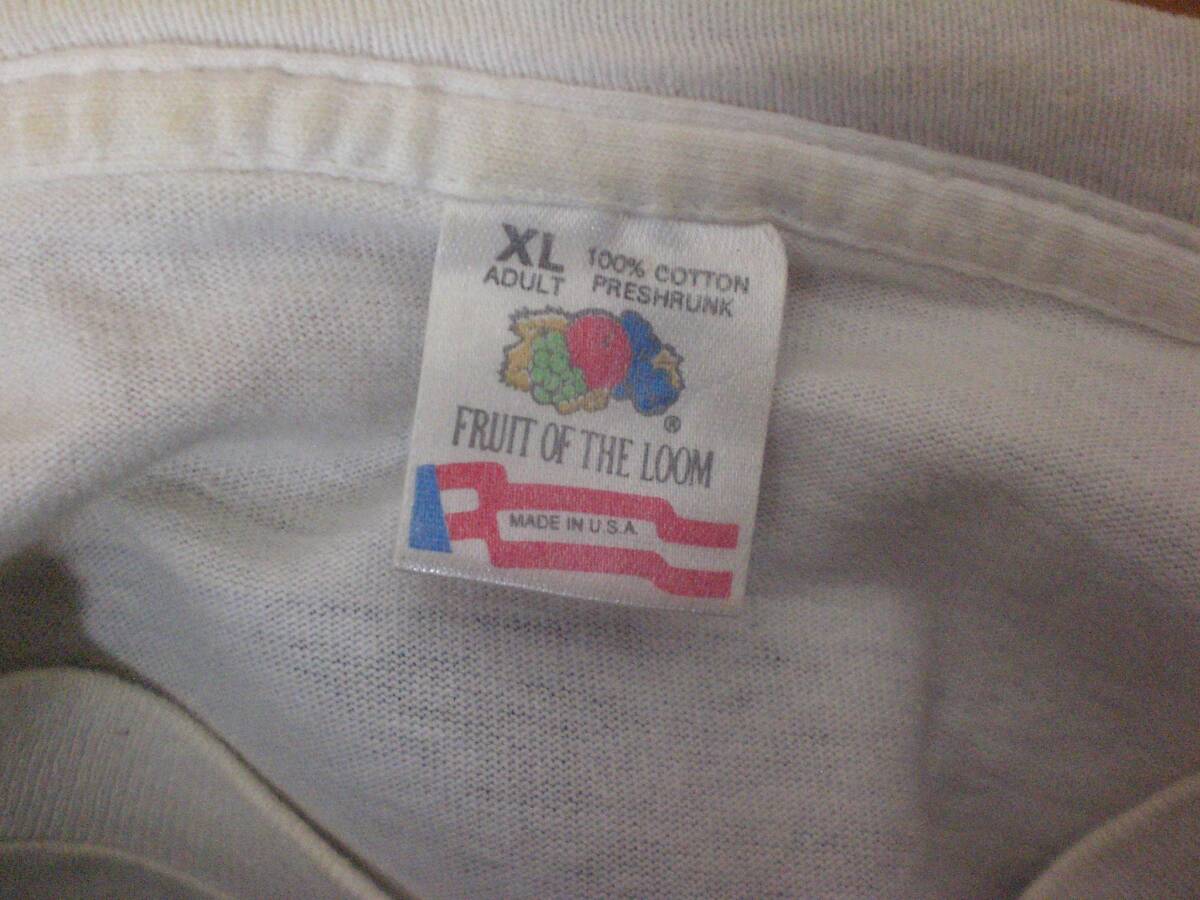 XL 100% COTTON
ADULT PRESHRUNK
®
FRUIT OF THE LOOM
MADE IN U.S.A.